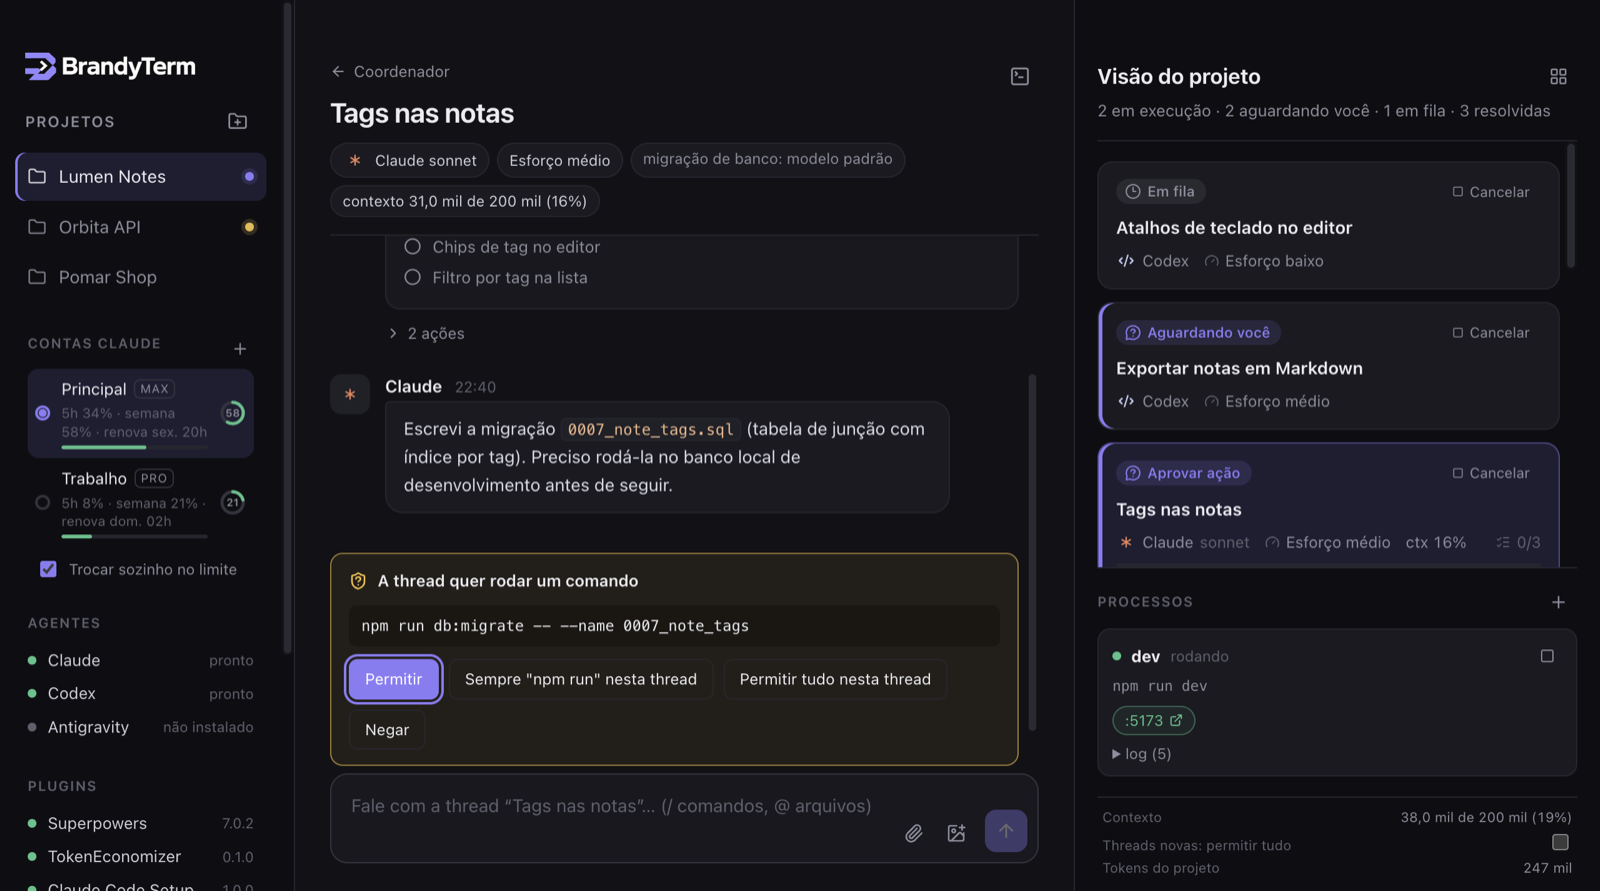 BrandyTerm
PROJETOS
Lumen Notes
Orbita API
Pomar Shop
CONTAS CLAUDE
Principal MAX
5h 34% · semana
58% · renova sex. 20h
58
Trabalho PRO
5h 8% · semana 21% ·
renova dom. 02h
21
Trocar sozinho no limite
AGENTES
Claude pronto
Codex pronto
Antigravity não instalado
PLUGINS
Superpowers 7.0.2
TokenEconomizer 0.1.0
Claude Code Setup 1.0.0
Coordenador
Tags nas notas
Claude sonnet
Esforço médio
migração de banco: modelo padrão
contexto 31,0 mil de 200 mil (16%)
Chips de tag no editor
Filtro por tag na lista
2 ações
Claude 22:40
Escrevi a migração 0007_note_tags.sql (tabela de junção com
índice por tag). Preciso rodá-la no banco local de
desenvolvimento antes de seguir.
A thread quer rodar um comando
npm run db:migrate -- --name 0007_note_tags
Permitir
Sempre "npm run" nesta thread
Permitir tudo nesta thread
Negar
Fale com a thread “Tags nas notas”... (/ comandos, @ arquivos)
Visão do projeto
2 em execução · 2 aguardando você · 1 em fila · 3 resolvidas
Em fila Cancelar
Atalhos de teclado no editor
Codex Esforço baixo
Aguardando você Cancelar
Exportar notas em Markdown
Codex Esforço médio
Aprovar ação Cancelar
Tags nas notas
Claude sonnet Esforço médio ctx 16% 0/3
PROCESSOS
dev rodando
npm run dev
:5173
log (5)
Contexto 38,0 mil de 200 mil (19%)
Threads novas: permitir tudo
Tokens do projeto 247 mil